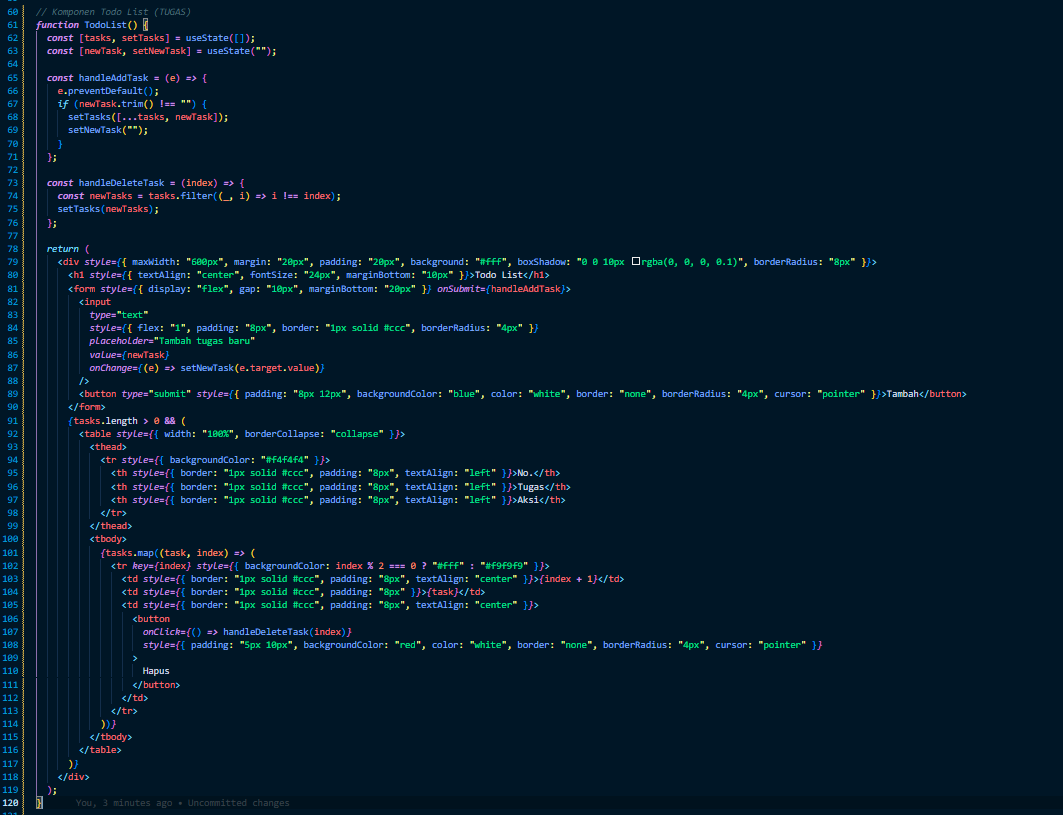 60 // Komponen Todo List (TUGAS)
61 function TodoList() {
62   const [tasks, setTasks] = useState([]);
63   const [newTask, setNewTask] = useState("");
64
65   const handleAddTask = (e) => {
66     e.preventDefault();
67     if (newTask.trim() !== "") {
68       setTasks([...tasks, newTask]);
69       setNewTask("");
70     }
71   };
72
73   const handleDeleteTask = (index) => {
74     const newTasks = tasks.filter((_, i) => i !== index);
75     setTasks(newTasks);
76   };
77
78   return (
79     <div style={{ maxWidth: "600px", margin: "20px", padding: "20px", background: "#fff", boxShadow: "0 0 10px rgba(0, 0, 0, 0.1)", borderRadius: "8px" }}>
80       <h1 style={{ textAlign: "center", fontSize: "24px", marginBottom: "10px" }}>Todo List</h1>
81       <form style={{ display: "flex", gap: "10px", marginBottom: "20px" }} onSubmit={handleAddTask}>
82         <input
83           type="text"
84           style={{ flex: "1", padding: "8px", border: "1px solid #ccc", borderRadius: "4px" }}
85           placeholder="Tambah tugas baru"
86           value={newTask}
87           onChange={(e) => setNewTask(e.target.value)}
88         />
89         <button type="submit" style={{ padding: "8px 12px", backgroundColor: "blue", color: "white", border: "none", borderRadius: "4px", cursor: "pointer" }}>Tambah</button>
90       </form>
91       {tasks.length > 0 && (
92         <table style={{ width: "100%", borderCollapse: "collapse" }}>
93           <thead>
94             <tr style={{ backgroundColor: "#f4f4f4" }}>
95               <th style={{ border: "1px solid #ccc", padding: "8px", textAlign: "left" }}>No.</th>
96               <th style={{ border: "1px solid #ccc", padding: "8px", textAlign: "left" }}>Tugas</th>
97               <th style={{ border: "1px solid #ccc", padding: "8px", textAlign: "left" }}>Aksi</th>
98             </tr>
99           </thead>
100           <tbody>
101             {tasks.map((task, index) => (
102               <tr key={index} style={{ backgroundColor: index % 2 === 0 ? "#fff" : "#f9f9f9" }}>
103                 <td style={{ border: "1px solid #ccc", padding: "8px", textAlign: "center" }}>{index + 1}</td>
104                 <td style={{ border: "1px solid #ccc", padding: "8px" }}>{task}</td>
105                 <td style={{ border: "1px solid #ccc", padding: "8px", textAlign: "center" }}>
106                   <button
107                     onClick={() => handleDeleteTask(index)}
108                     style={{ padding: "5px 10px", backgroundColor: "red", color: "white", border: "none", borderRadius: "4px", cursor: "pointer" }}
109                   >
110                     Hapus
111                   </button>
112                 </td>
113               </tr>
114             ))}
115           </tbody>
116         </table>
117       )}
118     </div>
119   );
120 } You, 3 minutes ago • Uncommitted changes